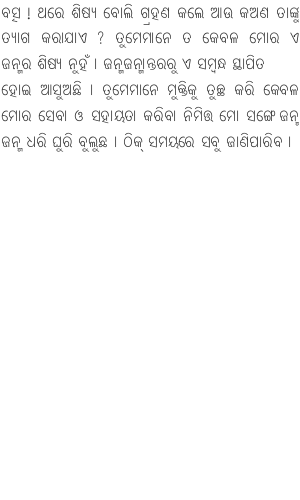 ବତ୍ସ ! ଥରେ ଶିଷ୍ୟ ବୋଲି ଗ୍ରହଣ କଲେ ଆଉ କଅଣ ତାଙ୍କୁ
ତ୍ୟାଗ କରାଯାଏ ? ତୁମେମାନେ ତ କେବଳ ମୋର ଏ
ଜନ୍ମର ଶିଷ୍ୟ ନୁହଁ । ଜନ୍ମଜନ୍ମାନ୍ତରରୁ ଏ ସମ୍ବନ୍ଧ ସ୍ଥାପିତ
ହୋଇ ଆସୁଅଛି । ତୁମେମାନେ ମୁକ୍ତିକୁ ତୁଚ୍ଛ କରି କେବଳ
ମୋର ସେବା ଓ ସହାୟତା କରିବା ନିମିତ୍ତ ମୋ ସଙ୍ଗେ ଜନ୍ମ
ଜନ୍ମ ଧରି ଘୁରି ବୁଲୁଛ । ଠିକ୍ ସମୟରେ ସବୁ ଜାଣିପାରିବ ।